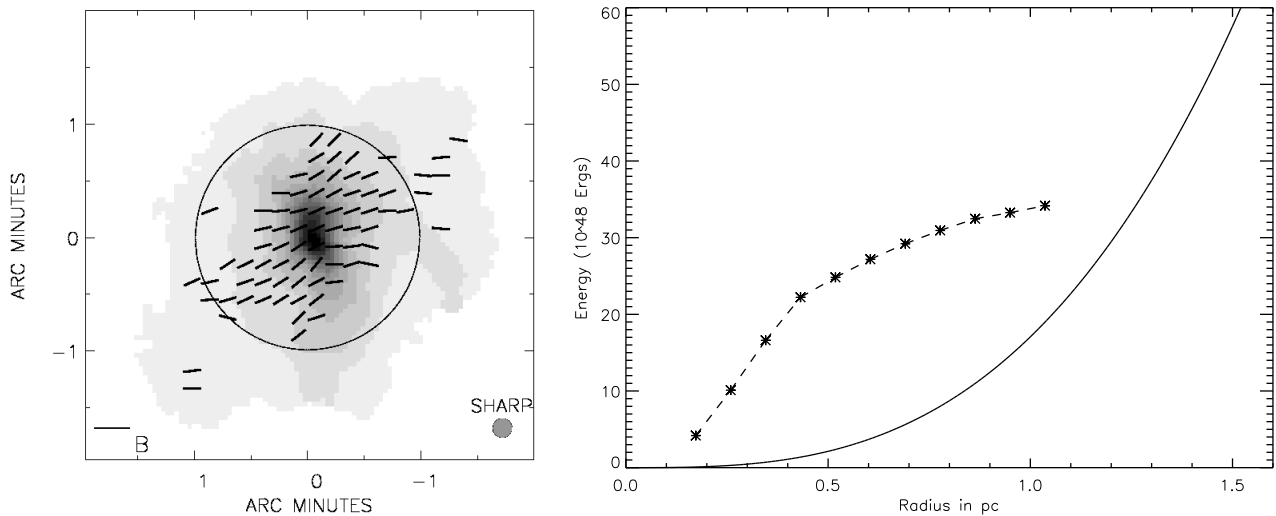 ARC MINUTES
1
0
-1
B
SHARP
1
0
-1
ARC MINUTES
Energy (10^48 Ergs)
60
50
40
30
20
10
0
0.0
0.5
1.0
1.5
Radius in pc